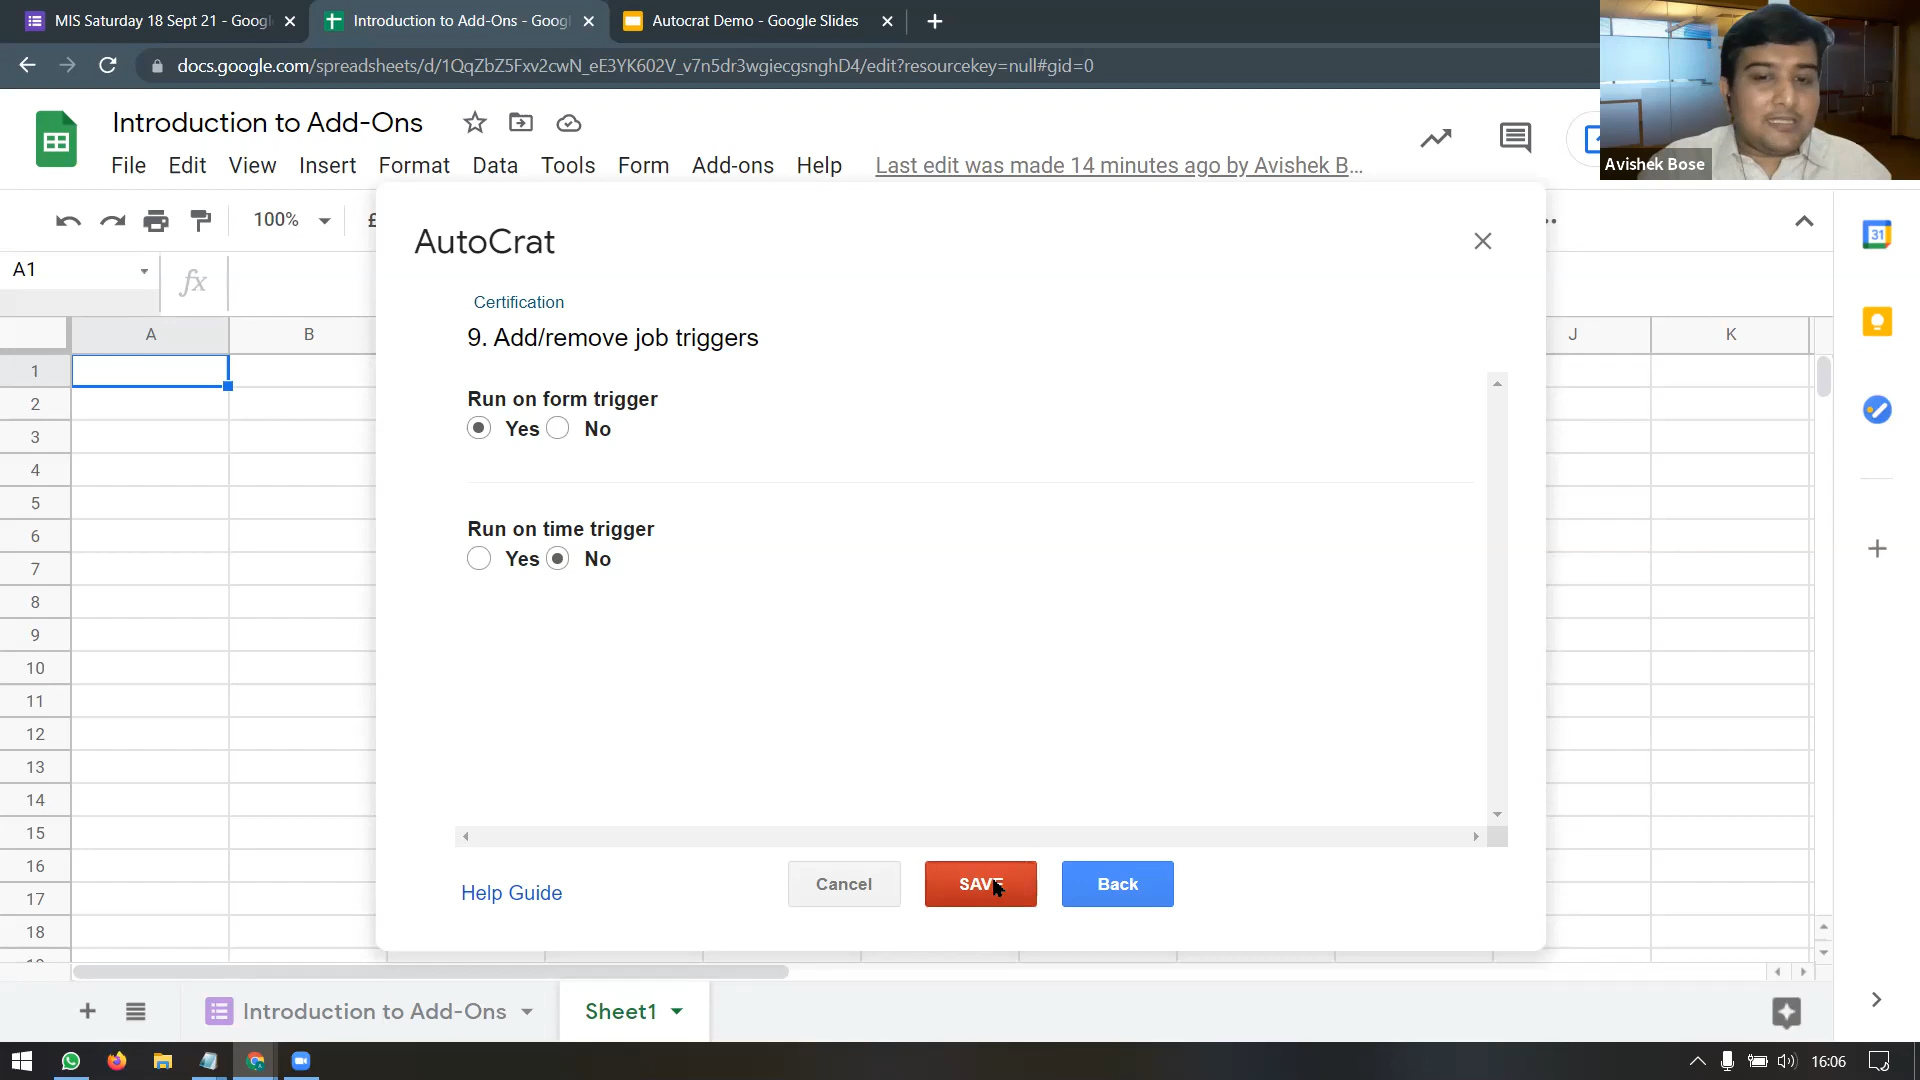 MIS Saturday 18 Sept 21 - Googl
Introduction to Add-Ons - Goog
Autocrat Demo - Google Slides
docs.google.com/spreadsheets/d/1QqZbZ5Fxv2cwN_eE3YK602V_v7n5dr3wgiecgsnghD4/edit?resourcekey=null#gid=0
Avishek Bose
Introduction to Add-Ons
File Edit View Insert Format Data Tools Form Add-ons Help Last edit was made 14 minutes ago by Avishek B...
100% £
A1 fx
AutoCrat
Certification
9. Add/remove job triggers
A B J K
Run on form trigger
Yes No
Run on time trigger
Yes No
1
2
3
4
5
6
7
8
9
10
11
12
13
14
15
16
17
18
Help Guide
Cancel SAVE Back
31
Introduction to Add-Ons Sheet1
16:06